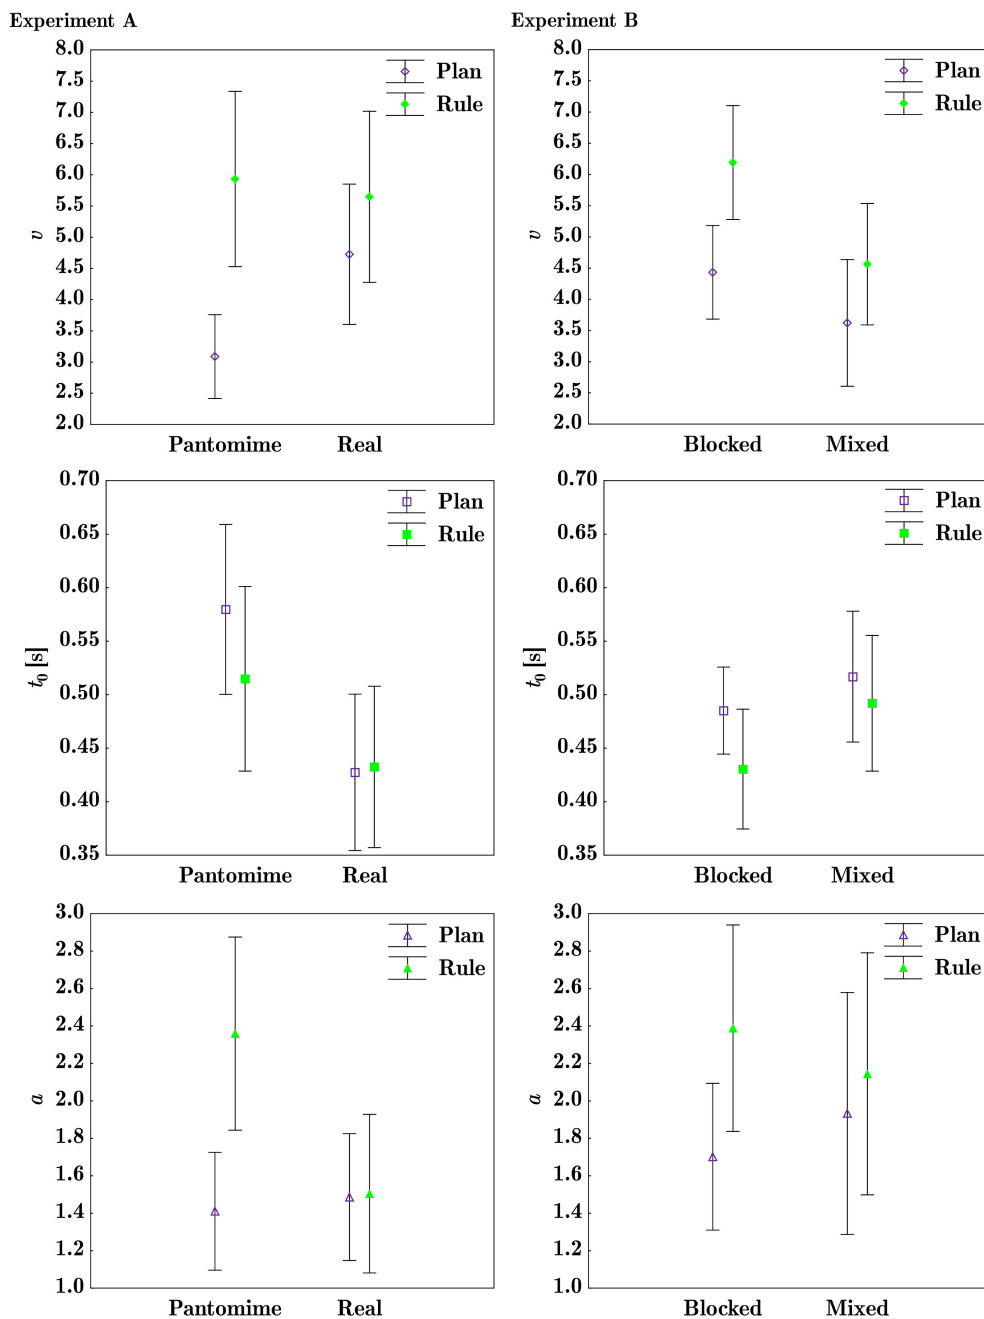 Experiment A
8.0
7.5
7.0
6.5
6.0
5.5
5.0
4.5
4.0
3.5
3.0
2.5
2.0
v
Plan
Rule
Pantomime Real
Experiment B
8.0
7.5
7.0
6.5
6.0
5.5
5.0
4.5
4.0
3.5
3.0
2.5
2.0
v
Plan
Rule
Blocked Mixed
0.70
0.65
0.60
0.55
0.50
0.45
0.40
0.35
t0 [s]
Plan
Rule
Pantomime Real
0.70
0.65
0.60
0.55
0.50
0.45
0.40
0.35
t0 [s]
Plan
Rule
Blocked Mixed
3.0
2.8
2.6
2.4
2.2
2.0
1.8
1.6
1.4
1.2
1.0
a
Plan
Rule
Pantomime Real
3.0
2.8
2.6
2.4
2.2
2.0
1.8
1.6
1.4
1.2
1.0
a
Plan
Rule
Blocked Mixed